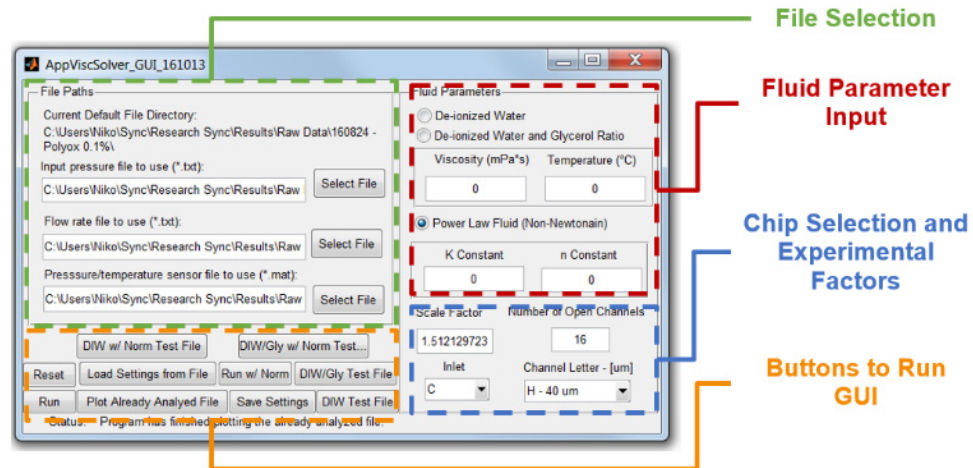 File Selection
AppViscSolver_GUI_161013
File Paths
Current Default File Directory:
C:\Users\Niko\Sync\Research Sync\Results\Raw Data\160824 -
Polyox 0.1%\
Input pressure file to use (*.txt):
C:\Users\Niko\Sync\Research Sync\Results\Raw
Select File
Flow rate file to use (*.txt):
C:\Users\Niko\Sync\Research Sync\Results\Raw
Select File
Presssure/temperature sensor file to use (*.mat):
C:\Users\Niko\Sync\Research Sync\Results\Raw
Select File
DIW w/ Norm Test File
DIW/Gly w/ Norm Test...
Reset
Load Settings from File
Run w/ Norm
DIW/Gly Test File
Run
Plot Already Analyed File
Save Settings
DIW Test File
Status: Program has finished plotting the already analyzed file.
Fluid Parameters
De-ionized Water
De-ionized Water and Glycerol Ratio
Viscosity (mPa*s)
Temperature (°C)
0
0
Power Law Fluid (Non-Newtonain)
K Constant
n Constant
0
0
Scale Factor
Number of Open Channels
1.512129723
16
Inlet
Channel Letter - [um]
C
H - 40 um
Fluid Parameter
Input
Chip Selection and
Experimental
Factors
Buttons to Run
GUI